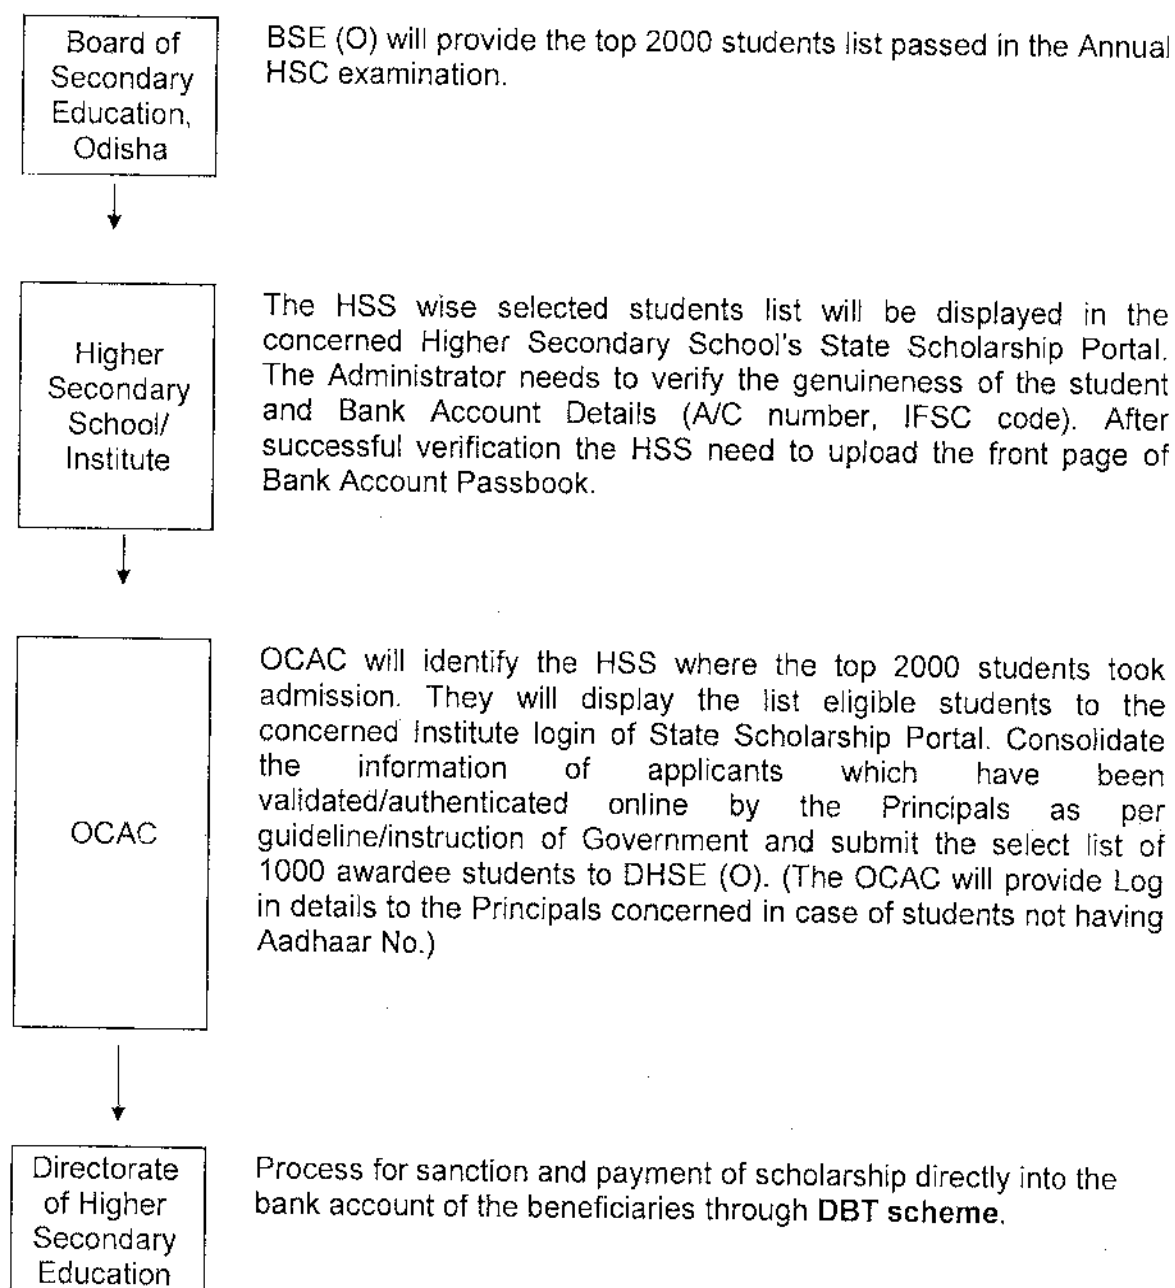 Board of
Secondary
Education,
Odisha
BSE (O) will provide the top 2000 students list passed in the Annual
HSC examination.
Higher
Secondary
School/
Institute
The HSS wise selected students list will be displayed in the
concerned Higher Secondary School's State Scholarship Portal.
The Administrator needs to verify the genuineness of the student
and Bank Account Details (A/C number, IFSC code). After
successful verification the HSS need to upload the front page of
Bank Account Passbook.
OCAC
OCAC will identify the HSS where the top 2000 students took
admission. They will display the list eligible students to the
concerned Institute login of State Scholarship Portal. Consolidate
the information of applicants which have been
validated/authenticated online by the Principals as per
guideline/instruction of Government and submit the select list of
1000 awardee students to DHSE (O). (The OCAC will provide Log
in details to the Principals concerned in case of students not having
Aadhaar No.)
Directorate
of Higher
Secondary
Education
Process for sanction and payment of scholarship directly into the
bank account of the beneficiaries through DBT scheme.